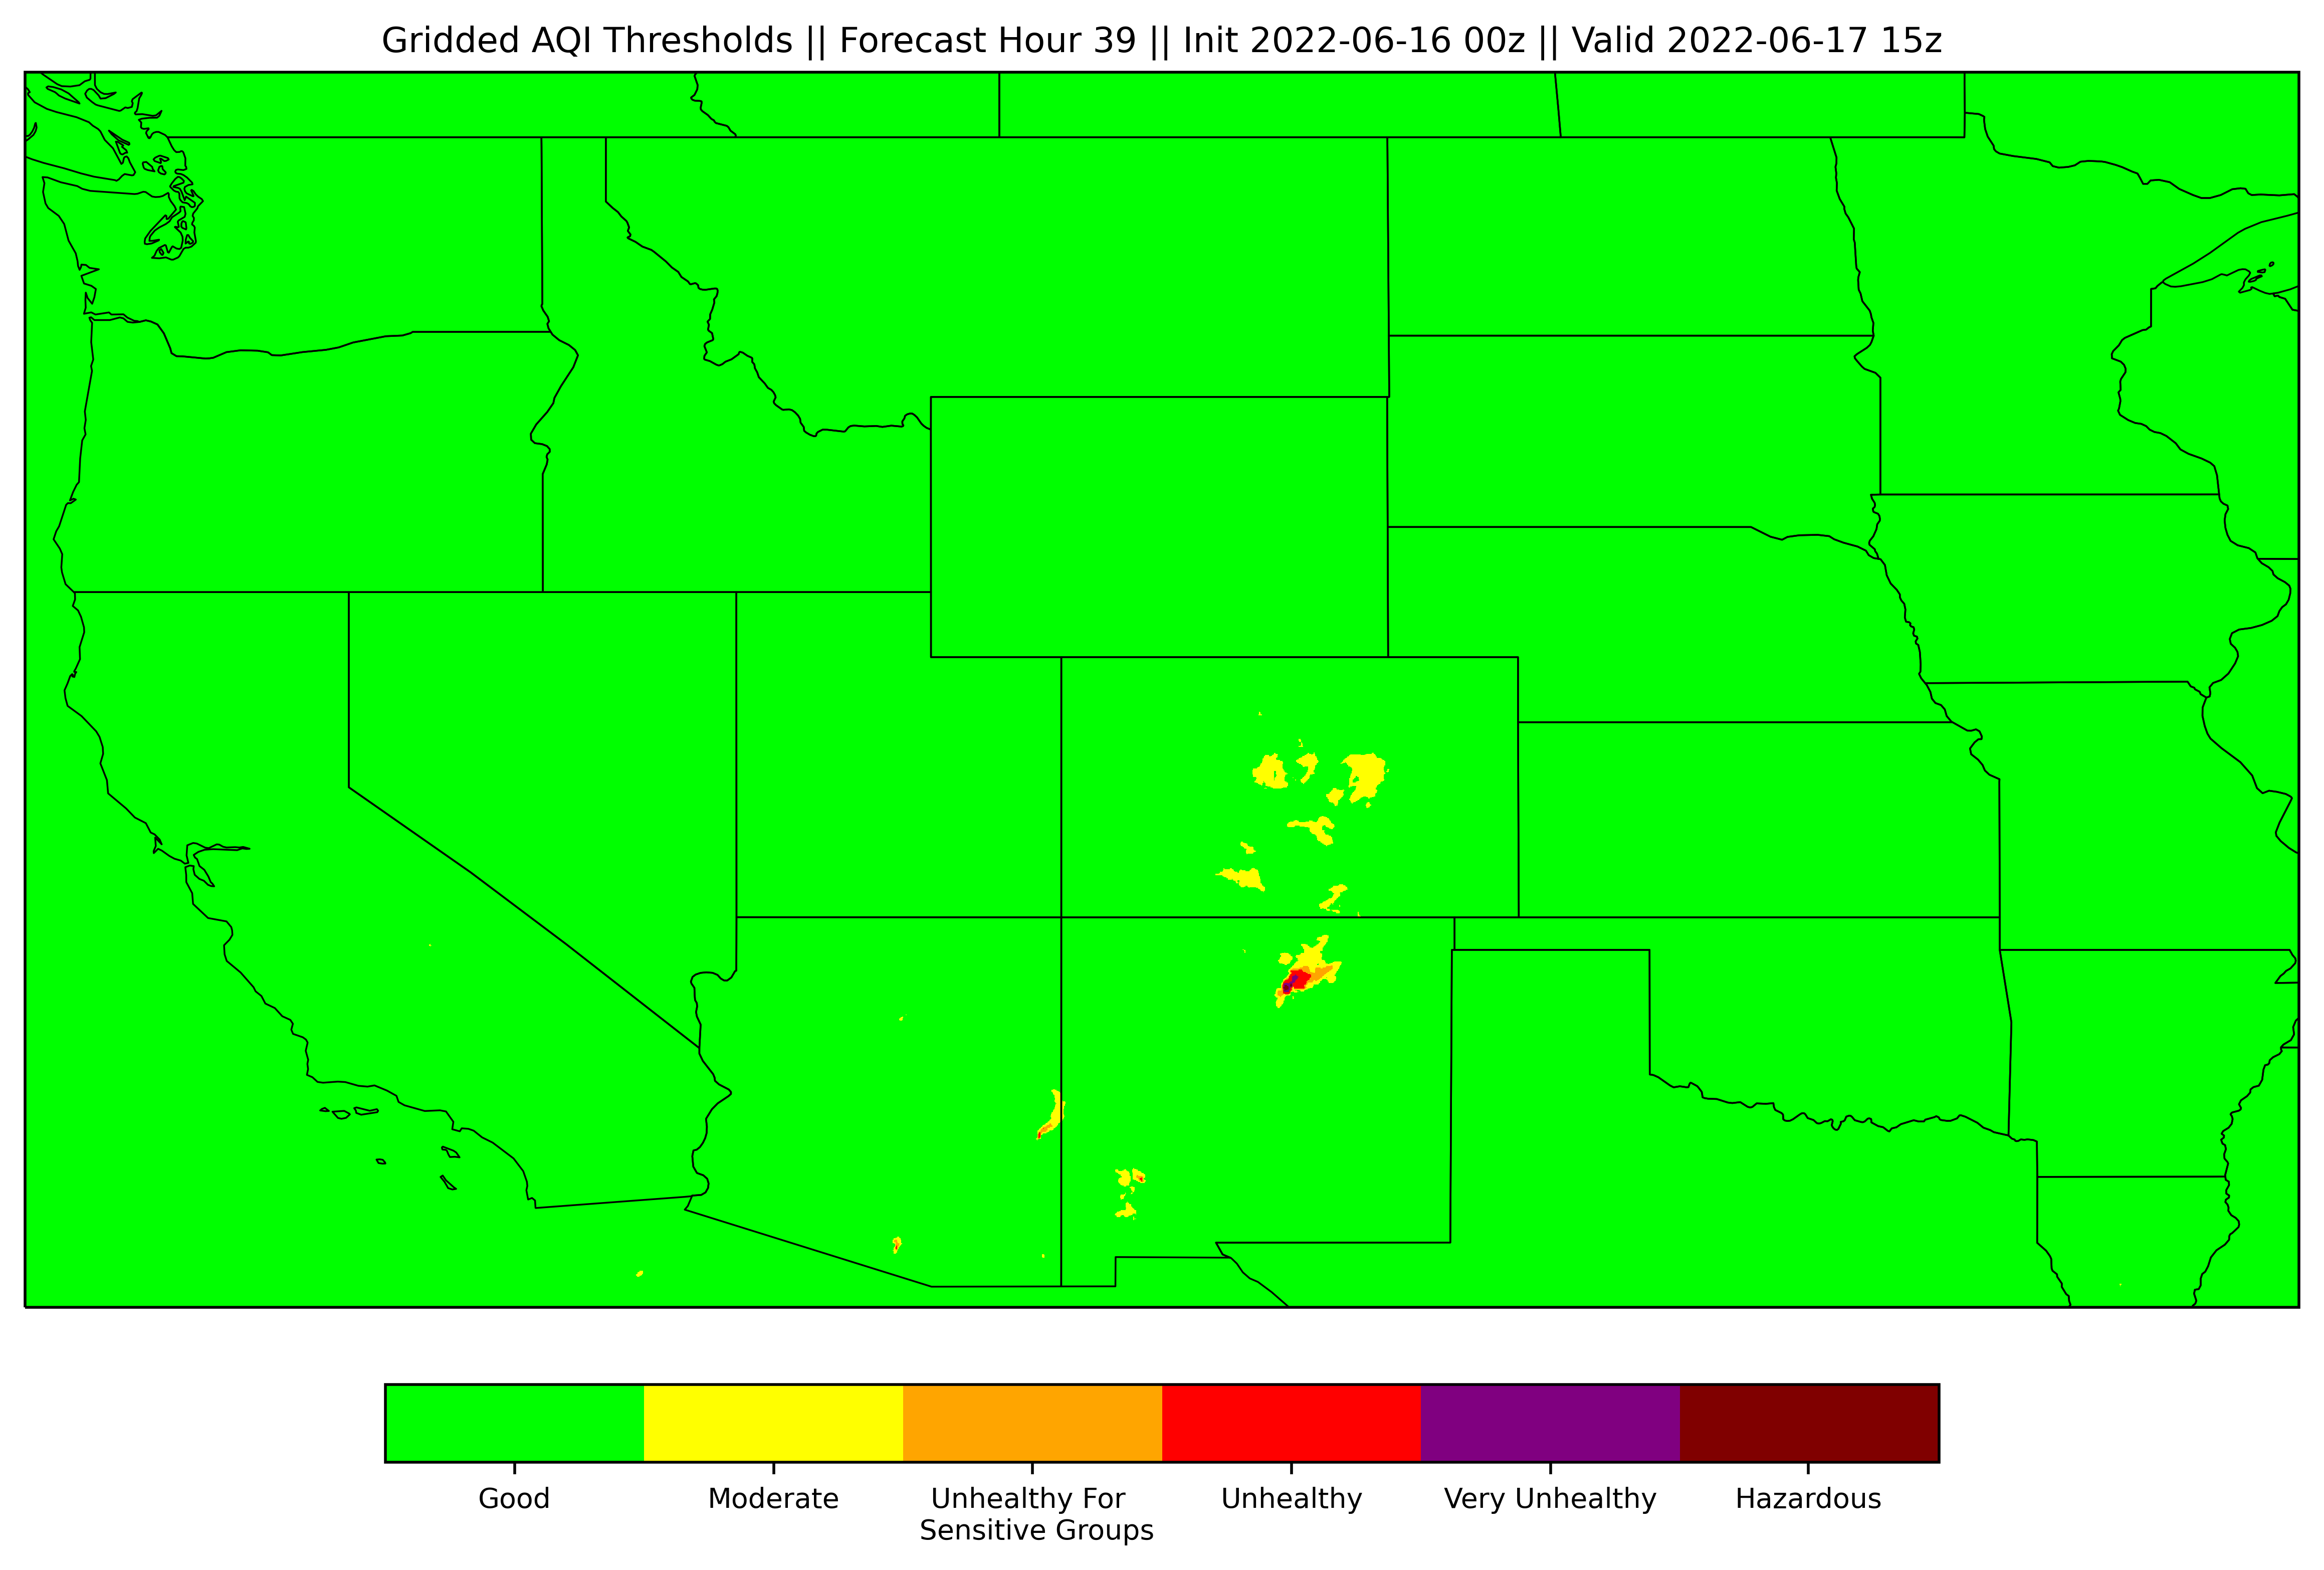 Gridded AQI Thresholds || Forecast Hour 39 || Init 2022-06-16 00z || Valid 2022-06-17 15z
Good
Moderate
Unhealthy For
Sensitive Groups
Unhealthy
Very Unhealthy
Hazardous